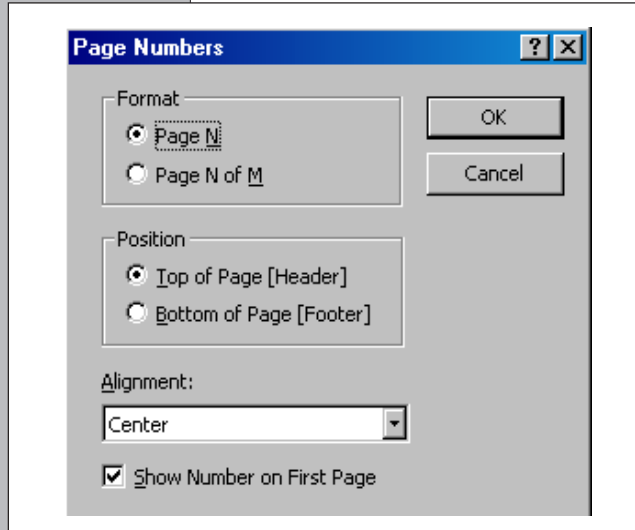 Page Numbers
Format
Page N
Page N of M
OK
Cancel
Position
Top of Page [Header]
Bottom of Page [Footer]
Alignment:
Center
Show Number on First Page